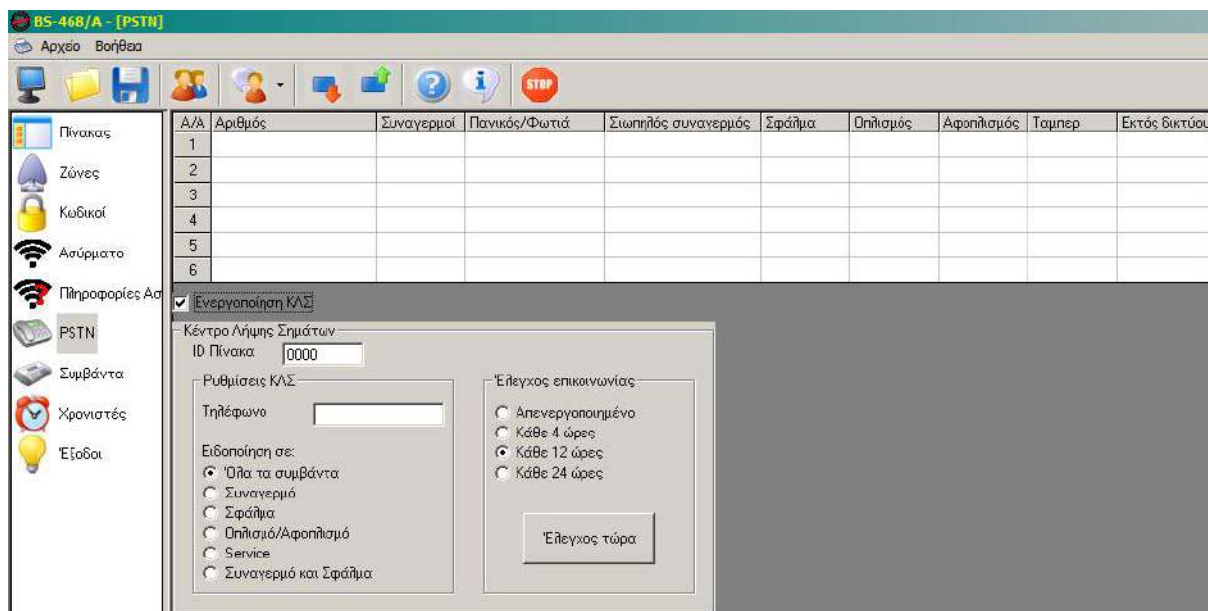 BS-468/A - [PSTN]
Αρχείο Βοήθεια
STOP
Πίνακας
Ζώνες
Κωδικοί
Ασύρματο
Πληροφορίες Ασ
PSTN
Συμβάντα
Χρονιστές
Έξοδοι
Α/Α Αριθμός Συναγερμοί Πανικός/Φωτιά Σιωπηλός συναγερμός Σφάλμα Οπλισμός Αφοπλισμός Ταμπερ Εκτός δικτύου
1
2
3
4
5
6
Ενεργοποίηση ΚΛΣ
Κέντρο Λήψης Σημάτων
ID Πίνακα 0000
Ρυθμίσεις ΚΛΣ
Τηλέφωνο
Ειδοποίηση σε:
Όλα τα συμβάντα
Συναγερμό
Σφάλμα
Οπλισμό/Αφοπλισμό
Service
Συναγερμό και Σφάλμα
Έλεγχος επικοινωνίας
Απενεργοποιημένο
Κάθε 4 ώρες
Κάθε 12 ώρες
Κάθε 24 ώρες
Έλεγχος τώρα